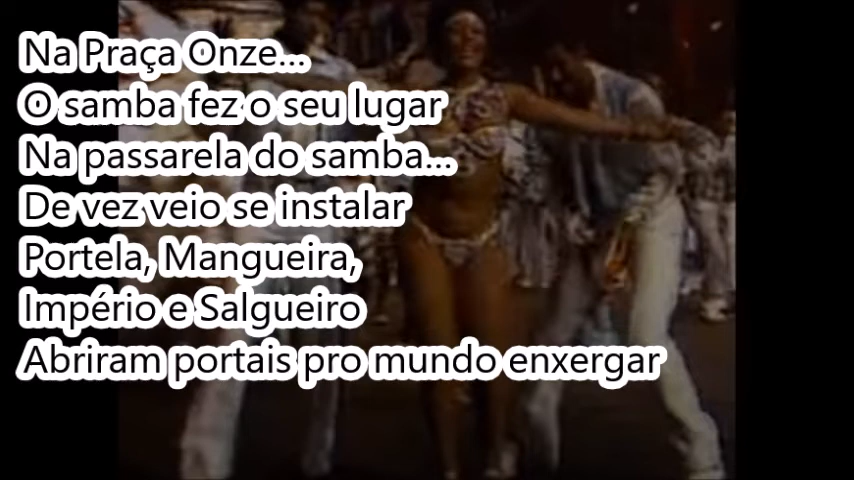 Na Praça Onze...
O samba fez o seu lugar
Na passarela do samba...
De vez veio se instalar
Portela, Mangueira,
Império e Salgueiro
Abriram portais pro mundo enxergar